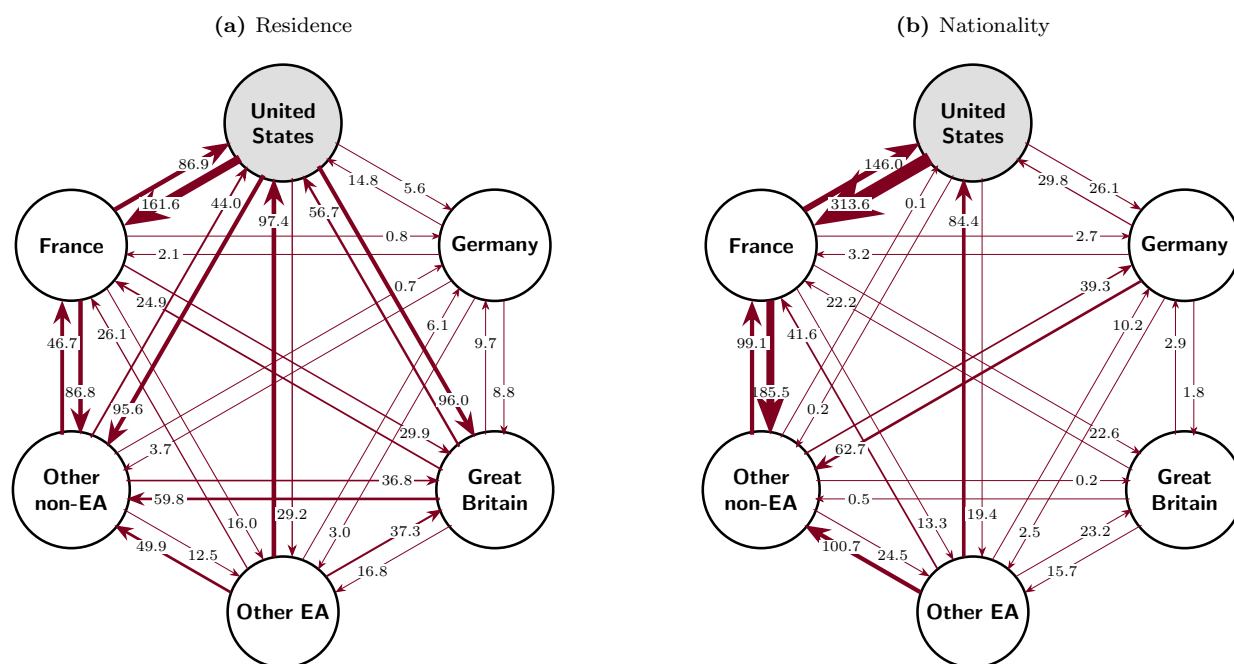 (a) Residence
(b) Nationality
United
States
United
States
86.9
5.6
146.0
26.1
14.8
29.8
161.6
44.0
97.4
56.7
313.6
0.1
84.4
France
0.8
Germany
France
2.7
Germany
2.1
3.2
24.9
0.7
22.2
39.3
46.7
26.1
6.1
9.7
99.1
41.6
10.2
2.9
86.8
95.6
96.0
8.8
185.5
0.2
1.8
3.7
29.9
62.7
22.6
Other
non-EA
36.8
Great
Britain
Other
non-EA
0.2
Great
Britain
59.8
0.5
16.0
29.2
3.0
37.3
13.3
19.4
2.5
23.2
49.9
12.5
16.8
100.7
24.5
15.7
Other EA
Other EA